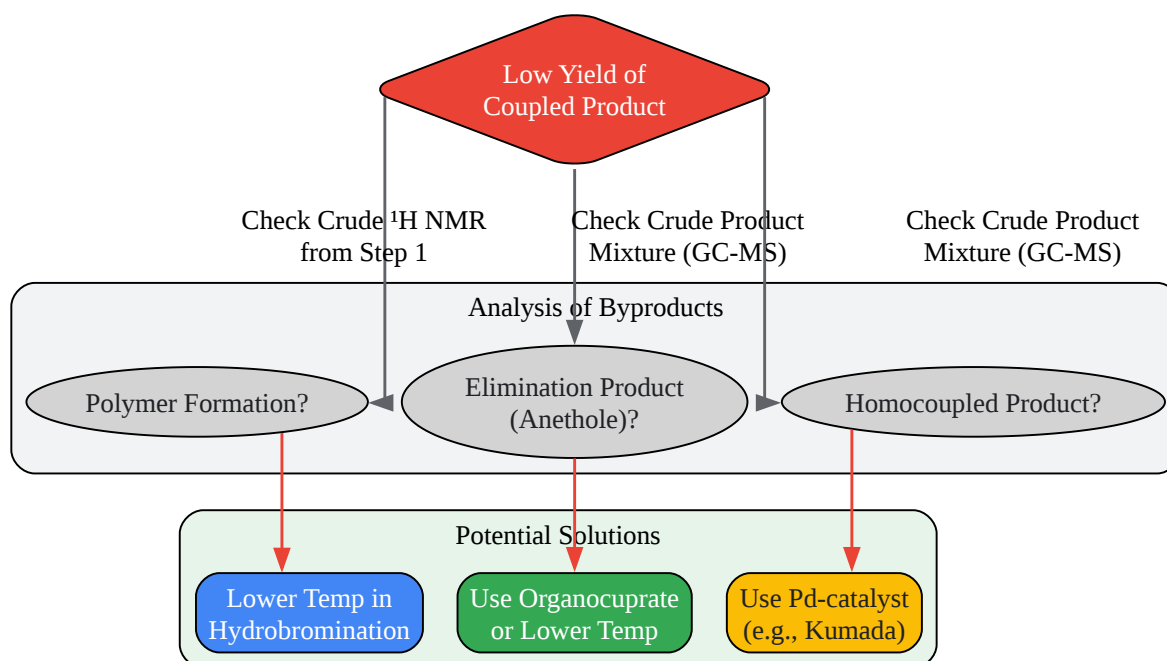 Low Yield of
Coupled Product
Check Crude ¹H NMR
from Step 1
Check Crude Product
Mixture (GC-MS)
Check Crude Product
Mixture (GC-MS)
Analysis of Byproducts
Polymer Formation?
Elimination Product
(Anethole)?
Homocoupled Product?
Potential Solutions
Lower Temp in
Hydrobromination
Use Organocuprate
or Lower Temp
Use Pd-catalyst
(e.g., Kumada)